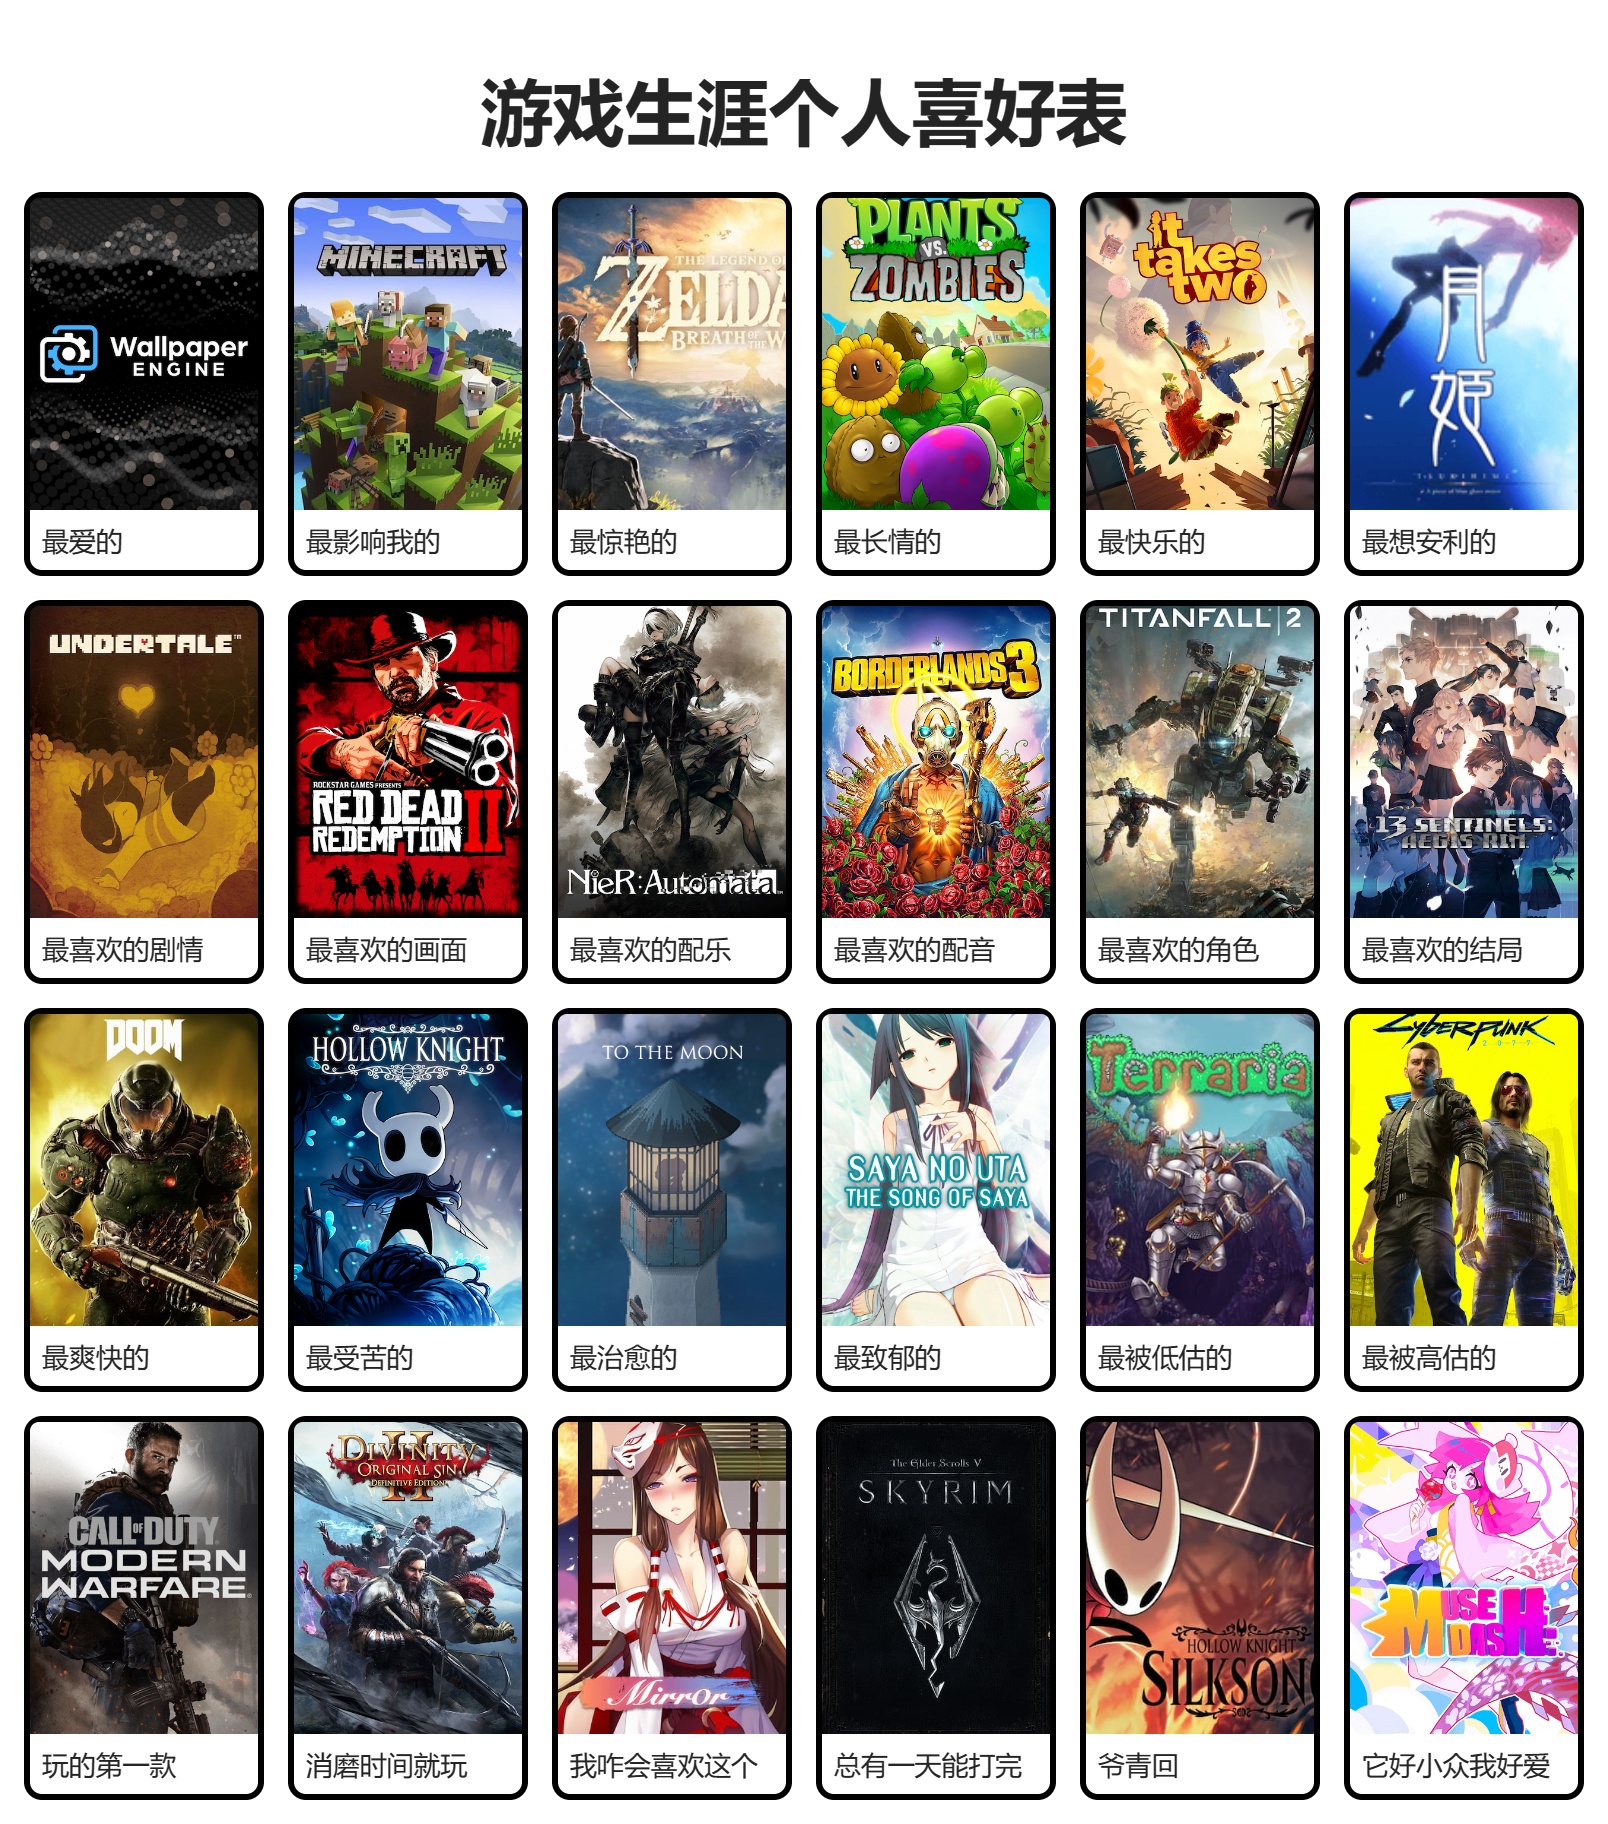 游戏生涯个人喜好表
Wallpaper
ENGINE
最爱的
MINECRAFT
最影响我的
THE LEGEND OF
ZELDA
BREATH OF THE W
最惊艳的
PLANTS
VS.
ZOMBIES
最长情的
it
takes
two
最快乐的
月
姫
TSUKIHIME
A piece of blue glass moon
最想安利的
UNDERTALE™
最喜欢的剧情
ROCKSTAR GAMES PRESENTS
RED DEAD
REDEMPTION II
最喜欢的画面
NieR:Automata
最喜欢的配乐
BORDERLANDS 3
最喜欢的配音
TITANFALL 2
最喜欢的角色
13 SENTINELS:
AEGIS RIM
最喜欢的结局
DOOM
最爽快的
HOLLOW KNIGHT
最受苦的
TO THE MOON
最治愈的
SAYA NO UTA
THE SONG OF SAYA
最致郁的
Terraria
最被低估的
CYBERPUNK
2077
最被高估的
CALL OF DUTY
MODERN
WARFARE
玩的第一款
DIVINITY
ORIGINAL SIN
II
DEFINITIVE EDITION
消磨时间就玩
Mirror
我咋会喜欢这个
The Elder Scrolls V
SKYRIM
总有一天能打完
HOLLOW KNIGHT
SILKSON
爷青回
MUSE
DASH
它好小众我好爱